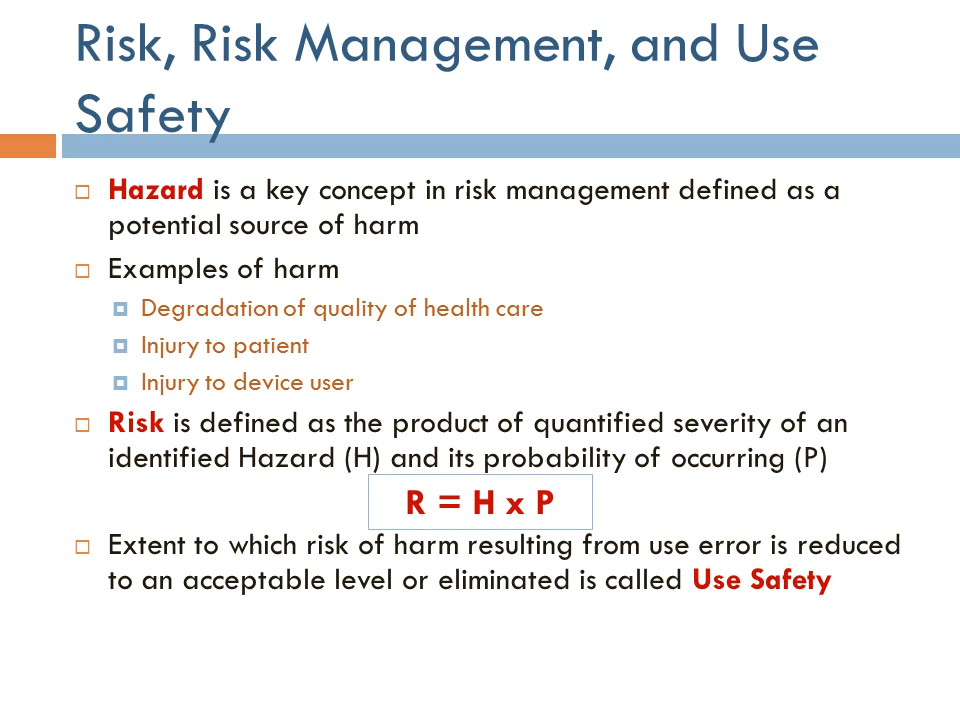 Risk, Risk Management, and Use
Safety
Hazard is a key concept in risk management defined as a
potential source of harm
Examples of harm
Degradation of quality of health care
Injury to patient
Injury to device user
Risk is defined as the product of quantified severity of an
identified Hazard (H) and its probability of occurring (P)
R = H x P
Extent to which risk of harm resulting from use error is reduced
to an acceptable level or eliminated is called Use Safety